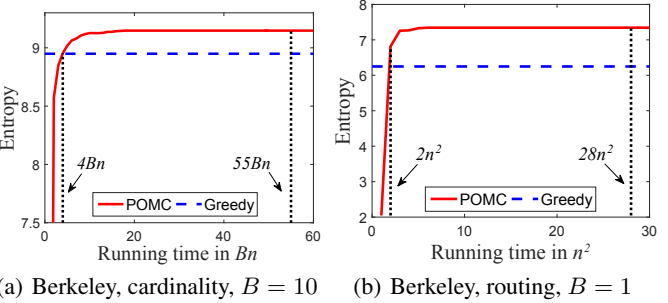 10
9
8.5
8
7.5
0
20
40
60
Entropy
4Bn
55Bn
POMC
Greedy
Running time in Bn
8
7
6
5
4
3
2
0
10
20
30
Entropy
2n²
28n²
POMC
Greedy
Running time in n²
(a) Berkeley, cardinality, B = 10
(b) Berkeley, routing, B = 1